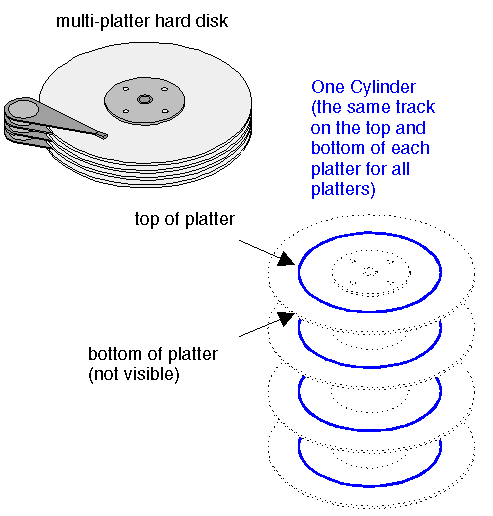 multi-platter hard disk
One Cylinder
(the same track
on the top and
bottom of each
platter for all
platters)
top of platter
bottom of platter
(not visible)